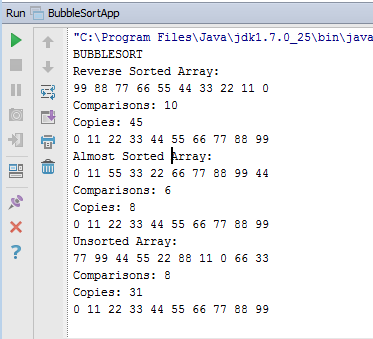 Run BubbleSortApp
"C:\Program Files\Java\jdk1.7.0_25\bin\java
BUBBLESORT
Reverse Sorted Array:
99 88 77 66 55 44 33 22 11 0
Comparisons: 10
Copies: 45
0 11 22 33 44 55 66 77 88 99
Almost Sorted Array:
0 11 55 33 22 66 77 88 99 44
Comparisons: 6
Copies: 8
0 11 22 33 44 55 66 77 88 99
Unsorted Array:
77 99 44 55 22 88 11 0 66 33
Comparisons: 8
Copies: 31
0 11 22 33 44 55 66 77 88 99